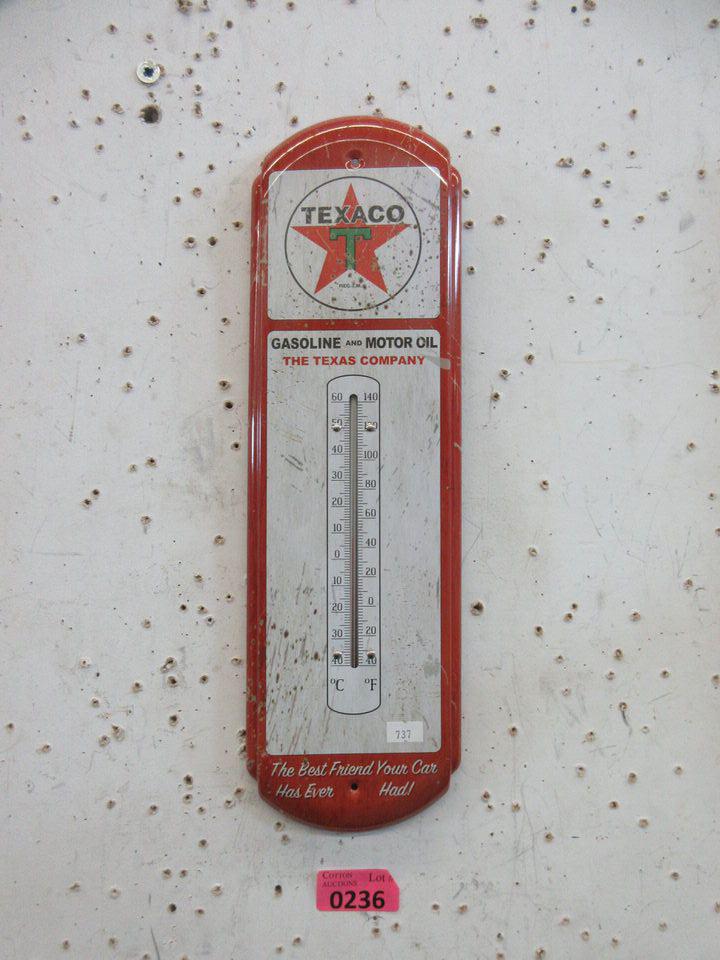 TEXACO
T
REG. T.M.
GASOLINE AND MOTOR OIL
THE TEXAS COMPANY
60 140
50 120
40
100
30
80
20
60
10
40
0
20
10
0
20
30 20
40 40
°C °F
737
The Best Friend Your Car
Has Ever Had!
COTTON
AUCTIONS
Lot #
0236